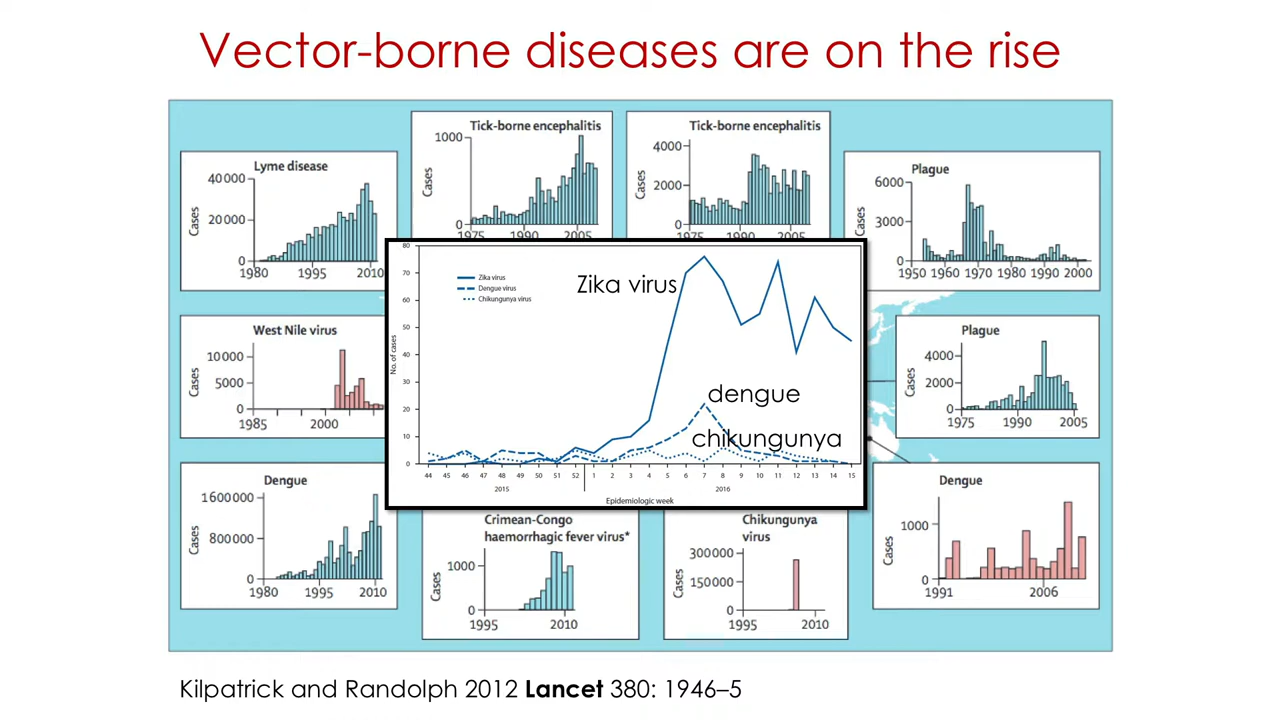 Vector-borne diseases are on the rise
Lyme disease
Cases
40 000
20 000
0
1980 1995 2010
Tick-borne encephalitis
Cases
1000
0
1975 1990 2005
Tick-borne encephalitis
Cases
4000
2000
0
1975 1990 2005
Plague
Cases
6000
3000
0
1950 1960 1970 1980 1990 2000
West Nile virus
Cases
10 000
5000
0
1985 2000
80
70
60
50
40
30
20
10
0
No. of cases
Zika virus
Dengue virus
Chikungunya virus
Zika virus
dengue
chikungunya
44 45 46 47 48 49 50 51 52 1 2 3 4 5 6 7 8 9 10 11 12 13 14 15
2015 2016
Epidemiologic week
Plague
Cases
4000
2000
0
1975 1990 2005
Dengue
Cases
1 600 000
800 000
0
1980 1995 2010
Crimean-Congo
haemorrhagic fever virus*
Cases
1000
0
1995 2010
Chikungunya
virus
Cases
300 000
150 000
0
1995 2010
Dengue
Cases
1000
0
1991 2006
Kilpatrick and Randolph 2012 Lancet 380: 1946–5